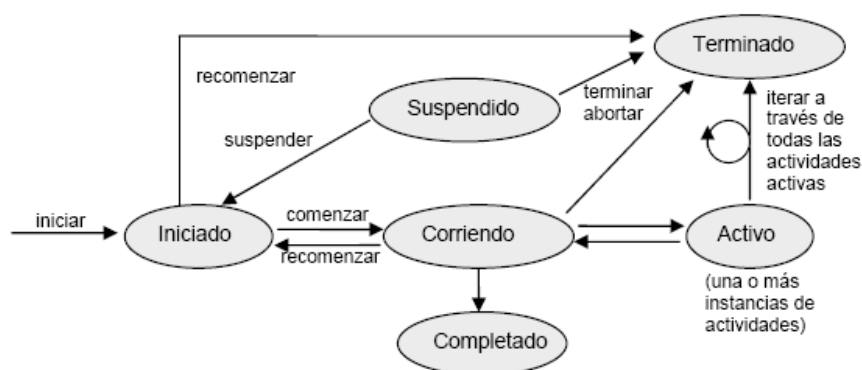 Terminado
recomenzar
Suspendido
terminar
abortar
iterar a
través de
todas las
actividades
activas
suspender
iniciar
Iniciado
comenzar
recomenzar
Corriendo
Activo
(una o más
instancias de
actividades)
Completado